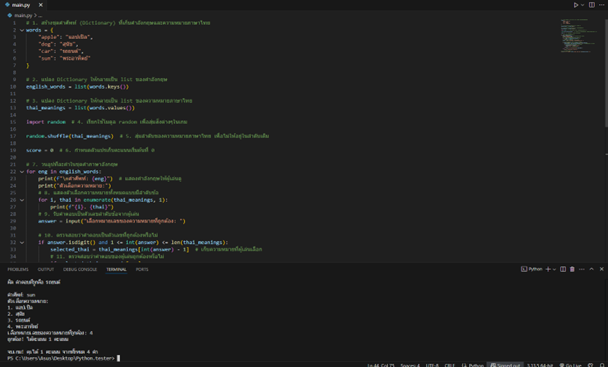 main.py
main.py > ...
1 # 1. สร้างชุดคำศัพท์ (Dictionary) ที่เก็บคำอังกฤษและความหมายภาษาไทย
2 words = {
3 "apple": "แอปเปิล",
4 "dog": "สุนัข",
5 "car": "รถยนต์",
6 "sun": "พระอาทิตย์"
7 }
8
9 # 2. แปลง Dictionary ให้กลายเป็น list ของคำอังกฤษ
10 english_words = list(words.keys())
11
12 # 3. แปลง Dictionary ให้กลายเป็น list ของความหมายภาษาไทย
13 thai_meanings = list(words.values())
14
15 import random # 4. เรียกใช้โมดูล random เพื่อสุ่ม
16
17 random.shuffle(thai_meanings) # 5. สุ่มลำดับของความหมายภาษาไทย เพื่อไม่ให้อยู่ในลำดับเดิม
18
19 score = 0 # 6. กำหนดตัวแปรเก็บคะแนนเริ่มต้นที่ 0
20
21 # 7. วนลูปทีละคำในชุดคำภาษาอังกฤษ
22 for eng in english_words:
23 print(f"\nคำศัพท์: {eng}") # แสดงคำอังกฤษให้ผู้เล่นดู
24 print("ตัวเลือกความหมาย:")
25 # 8. แสดงตัวเลือกความหมายทั้งหมดแบบมีลำดับข้อ
26 for i, thai in enumerate(thai_meanings, 1):
27 print(f"{i}. {thai}")
28 # 9. รับคำตอบเป็นตัวเลขลำดับข้อจากผู้เล่น
29 answer = input("เลือกหมายเลขของความหมายที่ถูกต้อง: ")
30
31 # 10. ตรวจสอบว่าคำตอบเป็นตัวเลขที่ถูกต้องหรือไม่
32 if answer.isdigit() and 1 <= int(answer) <= len(thai_meanings):
33 selected_thai = thai_meanings[int(answer) - 1] # เก็บความหมายที่ผู้เล่นเลือก
34 # 11. ตรวจสอบว่าคำตอบของผู้เล่นถูกต้องหรือไม่
PROBLEMS OUTPUT DEBUG CONSOLE TERMINAL PORTS
Python
ผิด คำตอบที่ถูกคือ รถยนต์
คำศัพท์: sun
ตัวเลือกความหมาย:
1. แอปเปิล
2. สุนัข
3. รถยนต์
4. พระอาทิตย์
เลือกหมายเลขของความหมายที่ถูกต้อง: 4
ถูกต้อง! ได้คะแนน 1 คะแนน
จบเกม! คุณได้ 1 คะแนน จากทั้งหมด 4 คำ
PS C:\Users\Asus\Desktop\Python.tester>
Spaces: 4 UTF-8 CRLF Python Go Live